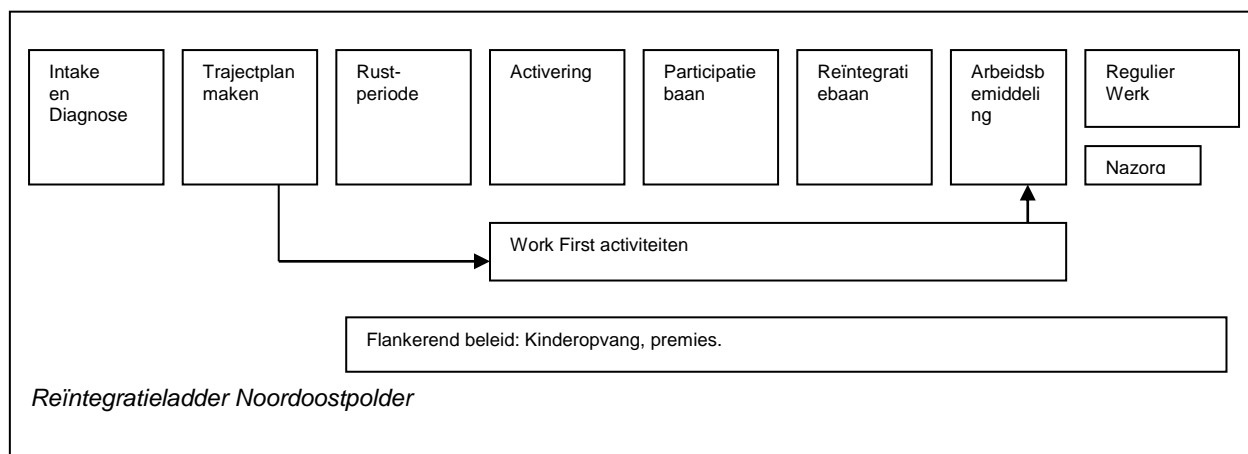 Intake
en
Diagnose
Trajectplan
maken
Rust-
periode
Activering
Participatie
baan
Reïntegrati
ebaan
Arbeidsb
emiddeli
ng
Regulier
Werk
Nazorg
Work First activiteiten
Flankerend beleid: Kinderopvang, premies.
Reïntegratieladder Noordoostpolder